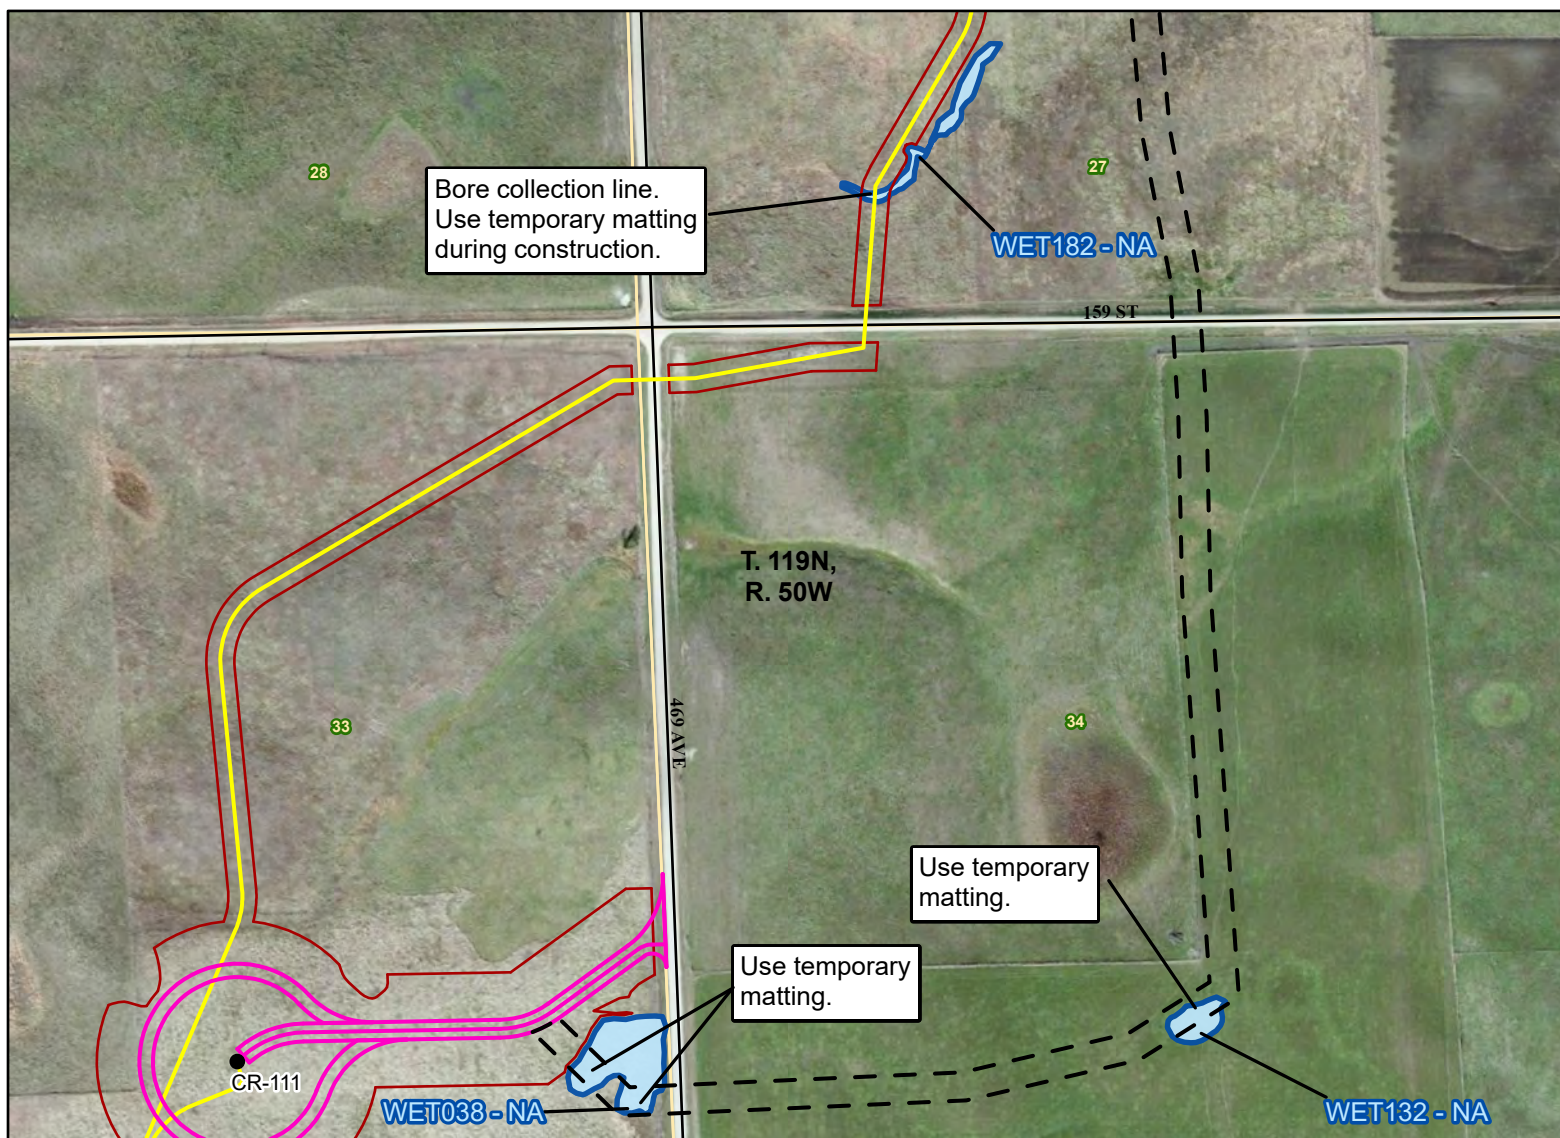 28
Bore collection line.
Use temporary matting
during construction.
27
WET182 - NA
159 ST
T. 119N,
R. 50W
33
469 AVE
34
Use temporary
matting.
Use temporary
matting.
CR-111
WET038 - NA
WET132 - NA